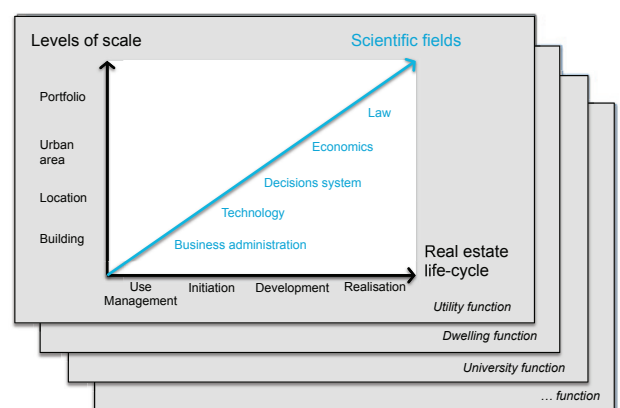 Levels of scale
Scientific fields
Portfolio
Law
Urban
area
Economics
Decisions system
Location
Technology
Building
Business administration
Real estate
life-cycle
Use
Management
Initiation
Development
Realisation
Utility function
Dwelling function
University function
... function